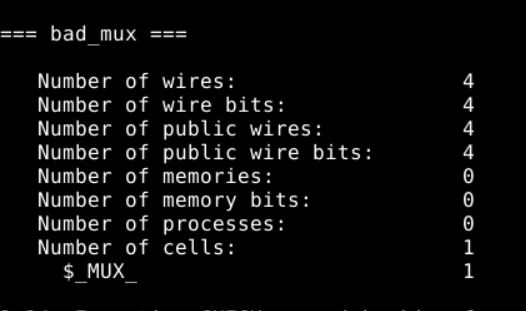 === bad_mux ===
Number of wires: 4
Number of wire bits: 4
Number of public wires: 4
Number of public wire bits: 4
Number of memories: 0
Number of memory bits: 0
Number of processes: 0
Number of cells: 1
$_MUX_ 1